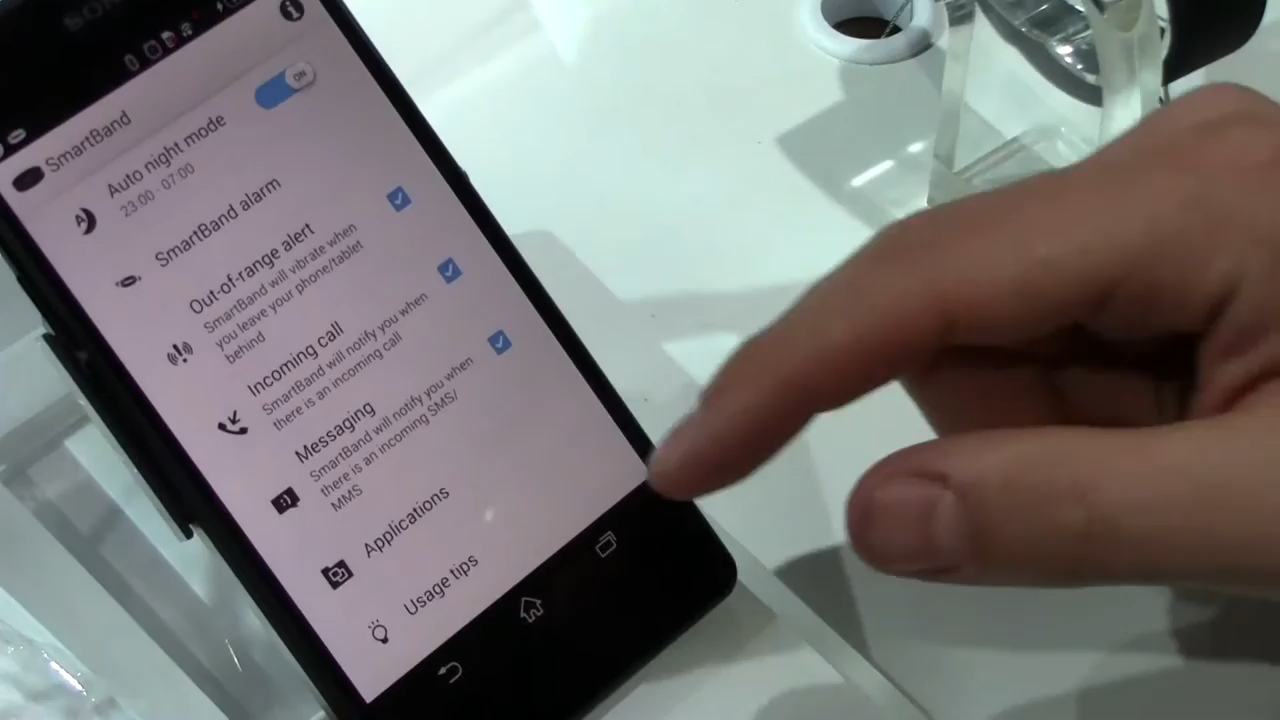 SONY
SmartBand
Auto night mode
23:00 - 07:00
ON
SmartBand alarm
Out-of-range alert
SmartBand will vibrate when
you leave your phone/tablet
behind
Incoming call
SmartBand will notify you when
there is an incoming call
Messaging
SmartBand will notify you when
there is an incoming SMS/
MMS
Applications
Usage tips